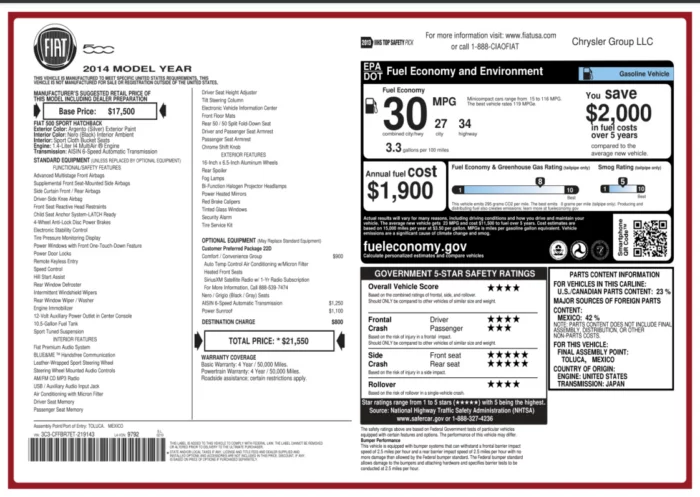 FIAT 500
2014 MODEL YEAR
THIS VEHICLE IS MANUFACTURED TO MEET SPECIFIC UNITED STATES REQUIREMENTS. THIS
VEHICLE IS NOT MANUFACTURED FOR SALE OR REGISTRATION OUTSIDE OF THE UNITED STATES.
MANUFACTURER'S SUGGESTED RETAIL PRICE OF
THIS MODEL INCLUDING DEALER PREPARATION
Base Price: $17,500
FIAT 500 SPORT HATCHBACK
Exterior Color: Argento (Silver) Exterior Paint
Interior Color: Nero (Black) Interior Ambient
Interior: Sport Cloth Bucket Seats
Engine: 1.4-Liter I4 MultiAir ® Engine
Transmission: AISIN 6-Speed Automatic Transmission
STANDARD EQUIPMENT (UNLESS REPLACED BY OPTIONAL EQUIPMENT)
FUNCTIONAL/SAFETY FEATURES
Advanced Multistage Front Airbags
Supplemental Front Seat-Mounted Side Airbags
Side Curtain Front / Rear Airbags
Driver-Side Knee Airbag
Front Seat Reactive Head Restraints
Child Seat Anchor System-LATCH Ready
4-Wheel Anti-Lock Disc Power Brakes
Electronic Stability Control
Tire Pressure Monitoring Display
Power Windows with Front One-Touch-Down Feature
Power Door Locks
Remote Keyless Entry
Speed Control
Hill Start Assist
Rear Window Defroster
Intermittent Windshield Wipers
Rear Window Wiper / Washer
Engine Immobilizer
12-Volt Auxiliary Power Outlet in Center Console
10.5-Gallon Fuel Tank
Sport Tuned Suspension
INTERIOR FEATURES
Fiat Premium Audio System
BLUE&ME ™ Handsfree Communication
Leather-Wrapped Sport Steering Wheel
Steering Wheel Mounted Audio Controls
AM/FM CD MP3 Radio
USB / Auxiliary Audio Input Jack
Air Conditioning with Micron Filter
Driver Seat Memory
Passenger Seat Memory
Assembly Point/Port of Entry: TOLUCA, MEXICO
VIN: 3C3-CFFBR7ET-219143
9792
Driver Seat Height Adjuster
Tilt Steering Column
Electronic Vehicle Information Center
Front Floor Mats
Rear 50 / 50 Split Fold-Down Seat
Driver and Passenger Seat Armrest
Passenger Seat Armrest
Chrome Shift Knob
EXTERIOR FEATURES
16-Inch x 6.5-Inch Aluminum Wheels
Rear Spoiler
Fog Lamps
Bi-Function Halogen Projector Headlamps
Power Heated Mirrors
Red Brake Calipers
Tinted Glass Windows
Security Alarm
Tire Service Kit
OPTIONAL EQUIPMENT (May Replace Standard Equipment)
Customer Preferred Package 22D
Comfort / Convenience Group $900
Auto Temp Control Air Conditioning w/Micron Filter
Heated Front Seats
SiriusXM Satellite Radio w/ 1-Yr Radio Subscription
For More Information, Call 888-539-7474
Nero / Grigio (Black / Gray) Seats
AISIN 6-Speed Automatic Transmission $1,250
Power Sunroof $1,100
DESTINATION CHARGE $800
TOTAL PRICE: * $21,550
WARRANTY COVERAGE
Basic Warranty: 4 Year / 50,000 Miles.
Powertrain Warranty: 4 Year / 50,000 Miles.
Roadside assistance: certain restrictions apply.
THIS LABEL IS ADDED TO THIS VEHICLE TO COMPLY WITH FEDERAL LAW. THE LABEL CANNOT BE REMOVED
OR ALTERED PRIOR TO DELIVERY TO THE ULTIMATE PURCHASER.
2013 IIHS TOP SAFETY PICK
For more information visit: www.fiatusa.com
or call 1-888-CIAOFIAT
Chrysler Group LLC
EPA
DOT Fuel Economy and Environment
Gasoline Vehicle
Fuel Economy
30 MPG
Minicompact cars range from 15 to 116 MPG.
The best vehicle rates 119 MPGe.
27 34
combined city/hwy city highway
3.3 gallons per 100 miles
You save
$2,000
in fuel costs
over 5 years
compared to the
average new vehicle.
Annual fuel cost
$1,900
Fuel Economy & Greenhouse Gas Rating (tailpipe only)
8
1 10
Best
Smog Rating (tailpipe only)
5
1 10
Best
Actual results will vary for many reasons, including driving conditions and how you drive and maintain your
vehicle. The average new vehicle gets 23 MPG and cost $11,500 to fuel over 5 years. Cost estimates are
based on 15,000 miles per year at $3.50 per gallon. MPGe is miles per gasoline gallon equivalent. Vehicle
emissions are a significant cause of climate change and smog.
fueleconomy.gov
Calculate personalized estimates and compare vehicles
Smartphone
QR Code™
GOVERNMENT 5-STAR SAFETY RATINGS
Overall Vehicle Score ★★★★
Based on the combined ratings of frontal, side, and rollover.
Should ONLY be compared to other vehicles of similar size and weight.
Frontal Driver ★★★★
Crash Passenger ★★★
Based on the risk of injury in a frontal impact.
Should ONLY be compared to other vehicles of similar size and weight.
Side Front seat ★★★★★
Crash Rear seat ★★★★★
Based on the risk of injury in a side impact.
Rollover ★★★★
Based on the risk of rollover in a single-vehicle crash.
Star ratings range from 1 to 5 stars (★★★★★) with 5 being the highest.
Source: National Highway Traffic Safety Administration (NHTSA)
www.safercar.gov or 1-888-327-4236
PARTS CONTENT INFORMATION
FOR VEHICLES IN THIS CARLINE:
U.S./CANADIAN PARTS CONTENT: 23 %
MAJOR SOURCES OF FOREIGN PARTS
CONTENT:
MEXICO: 42 %
NOTE: PARTS CONTENT DOES NOT INCLUDE FINAL
ASSEMBLY, DISTRIBUTION, OR OTHER
NON-PARTS COSTS.
FOR THIS VEHICLE:
FINAL ASSEMBLY POINT:
TOLUCA, MEXICO
COUNTRY OF ORIGIN:
ENGINE: UNITED STATES
TRANSMISSION: JAPAN
The safety ratings above are based on Federal Government tests of particular vehicles
equipped with certain features and options. The performance of this vehicle may differ.
Bumper Performance
This vehicle is equipped with bumper systems that can withstand a frontal barrier impact
speed of 2.5 miles per hour and a rear barrier impact speed of 2.5 miles per hour with no
more damage than allowed by the Federal bumper standard. The Federal bumper standard
allows damage to the bumpers and attaching hardware and specifies barrier tests to be
conducted at 2.5 miles per hour.